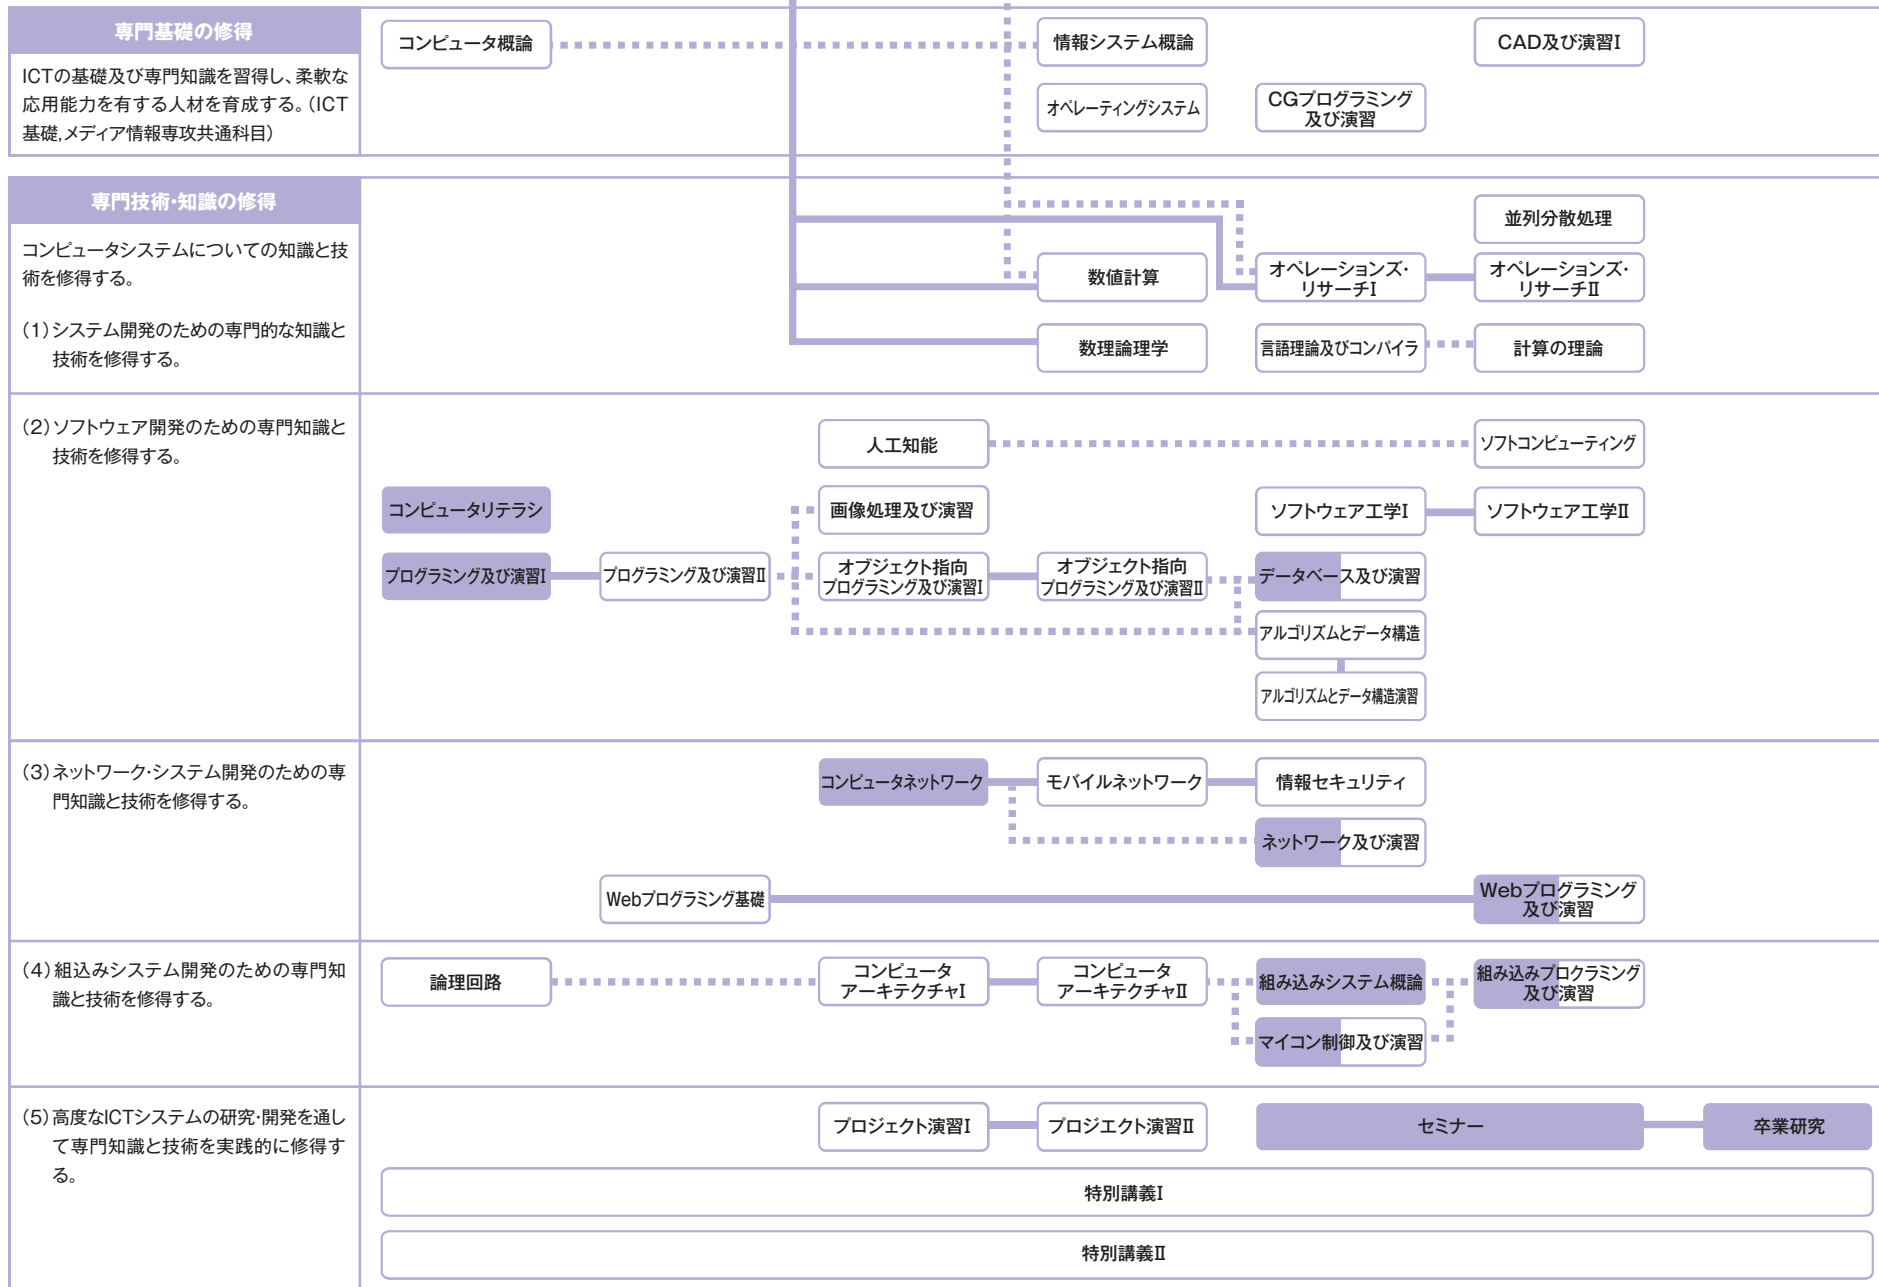 専門基礎の修得
ICTの基礎及び専門知識を習得し、柔軟な
応用能力を有する人材を育成する。(ICT
基礎,メディア情報専攻共通科目)
コンピュータ概論
情報システム概論
CAD及び演習I
オペレーティングシステム
CGプログラミング
及び演習
専門技術・知識の修得
コンピュータシステムについての知識と技
術を修得する。
(1)システム開発のための専門的な知識と
技術を修得する。
並列分散処理
数値計算
オペレーションズ・
リサーチI
オペレーションズ・
リサーチII
数理論理学
言語理論及びコンパイラ
計算の理論
(2)ソフトウェア開発のための専門知識と
技術を修得する。
人工知能
ソフトコンピューティング
コンピュータリテラシ
画像処理及び演習
ソフトウェア工学I
ソフトウェア工学II
プログラミング及び演習I
プログラミング及び演習II
オブジェクト指向
プログラミング及び演習I
オブジェクト指向
プログラミング及び演習II
データベース及び演習
アルゴリズムとデータ構造
アルゴリズムとデータ構造演習
(3)ネットワーク・システム開発のための専
門知識と技術を修得する。
コンピュータネットワーク
モバイルネットワーク
情報セキュリティ
ネットワーク及び演習
Webプログラミング基礎
Webプログラミング
及び演習
(4)組込みシステム開発のための専門知
識と技術を修得する。
論理回路
コンピュータ
アーキテクチャI
コンピュータ
アーキテクチャII
組み込みシステム概論
組み込みプロクラミング
及び演習
マイコン制御及び演習
(5)高度なICTシステムの研究・開発を通し
て専門知識と技術を実践的に修得す
る。
プロジェクト演習I
プロジエクト演習II
セミナー
卒業研究
特別講義I
特別講義II